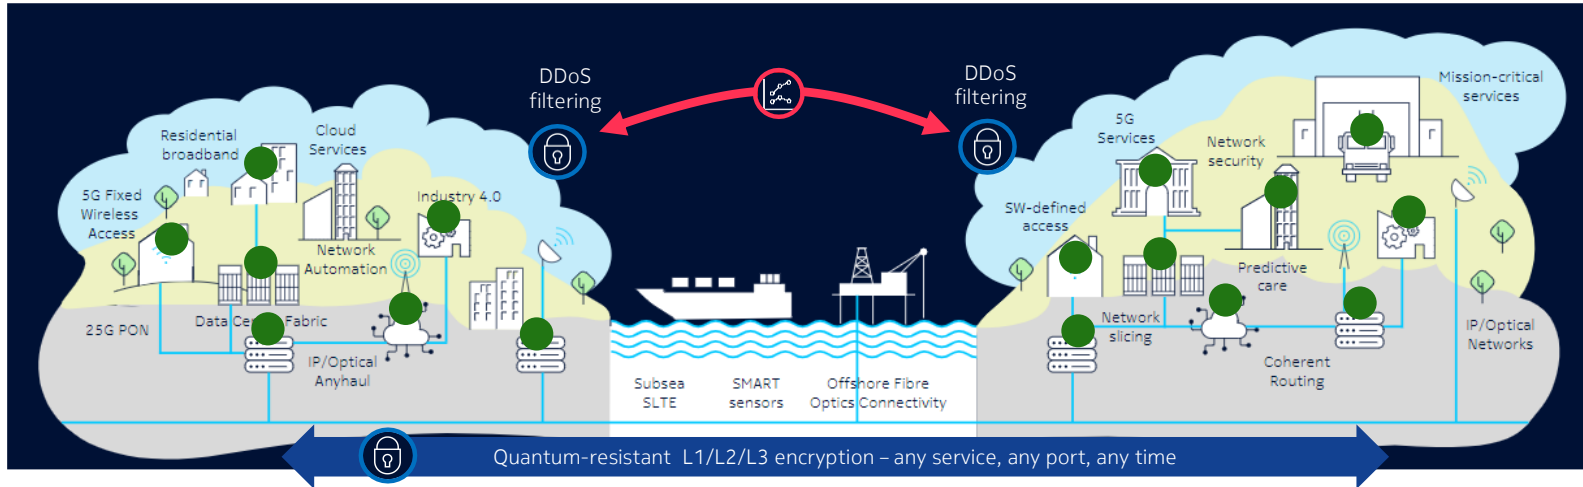 DDoS
filtering
DDoS
filtering
Residential
broadband
Cloud
Services
5G Fixed
Wireless
Access
Industry 4.0
Network
Automation
25G PON
Data Fabric
IP/Optical
Anyhaul
Subsea
SLTE
SMART
sensors
Offshore Fibre
Optics Connectivity
Mission-critical
services
5G
Services
Network
security
SW-defined
access
Predictive
care
Network
slicing
Coherent
Routing
IP/Optical
Networks
Quantum-resistant L1/L2/L3 encryption – any service, any port, any time